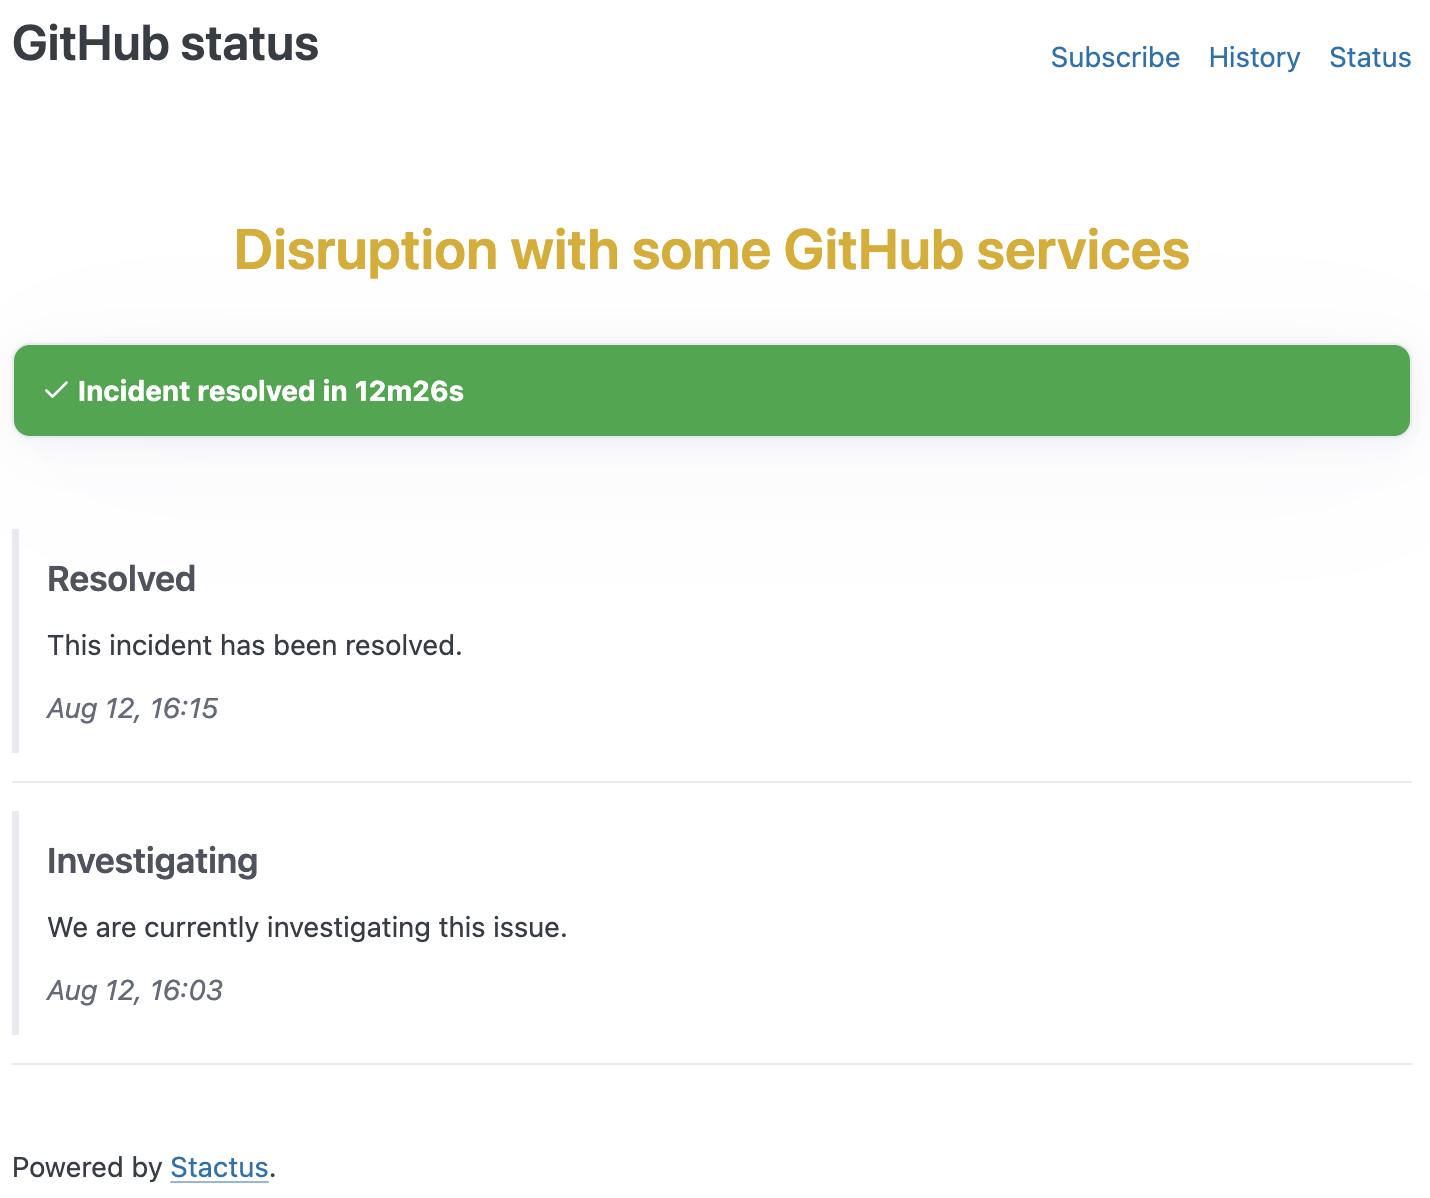 GitHub status
Subscribe History Status
Disruption with some GitHub services
✓ Incident resolved in 12m26s
Resolved
This incident has been resolved.
Aug 12, 16:15
Investigating
We are currently investigating this issue.
Aug 12, 16:03
Powered by Stactus.